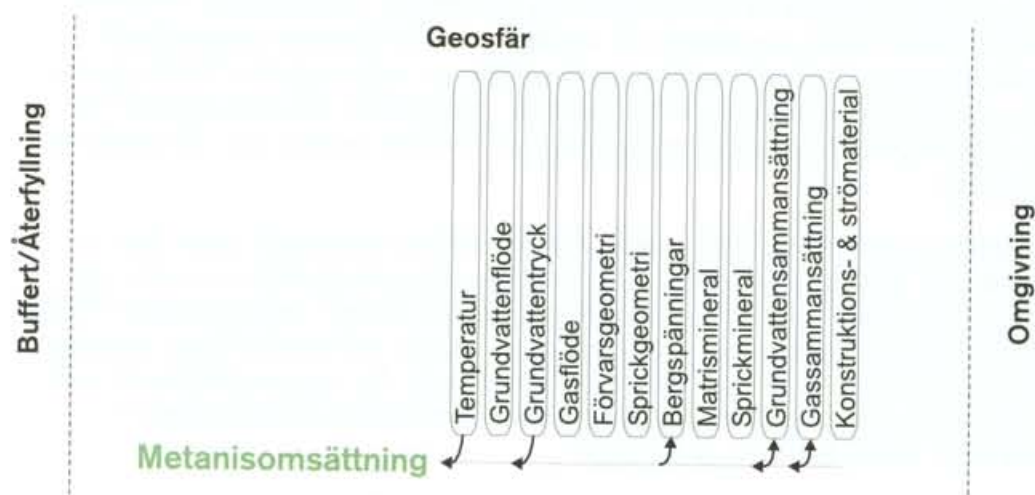 Geosfär
Buffert/Återfyllning
Temperatur
Grundvattenflöde
Grundvattentryck
Gasflöde
Förvarsgeometri
Sprickgeometri
Bergspänningar
Matrismineral
Sprickmineral
Grundvattensammansättning
Gassammansättning
Konstruktions- & strömaterial
Omgivning
Metanisomsättning